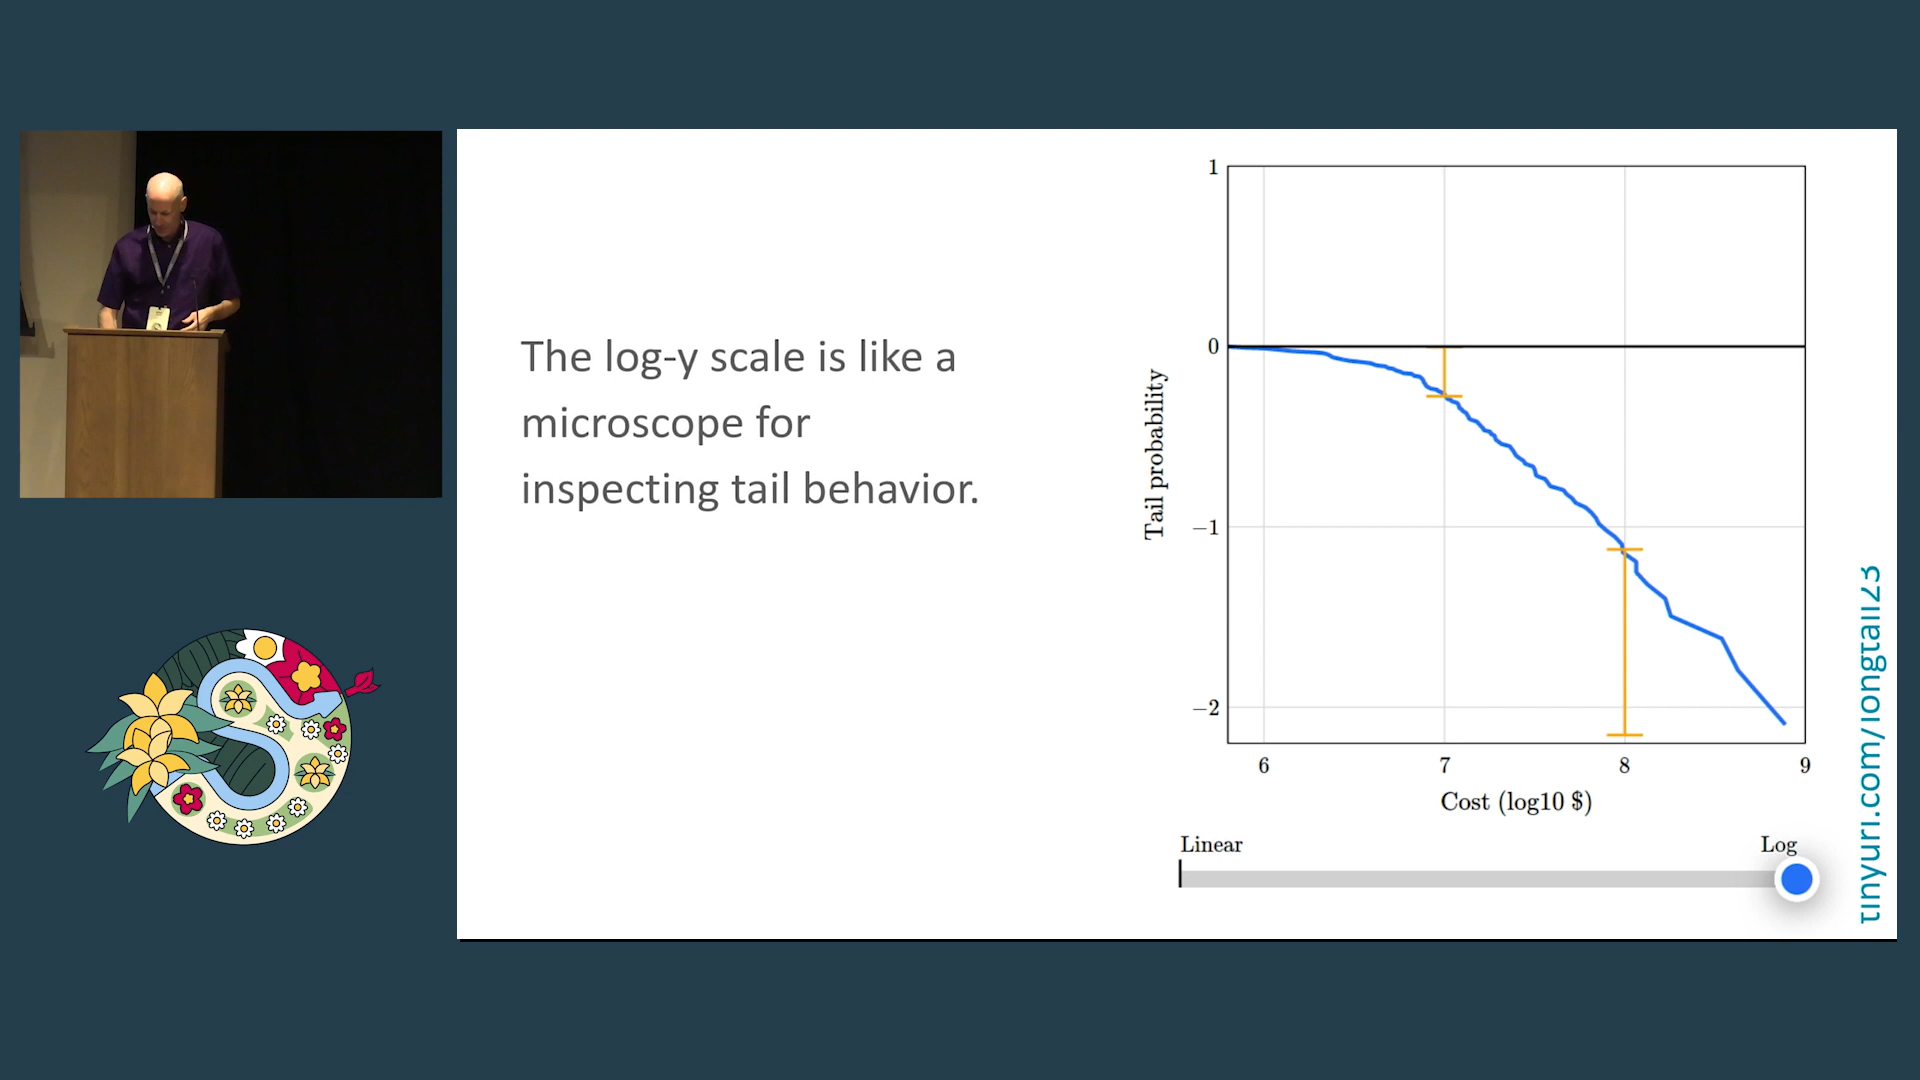 The log-y scale is like a
microscope for
inspecting tail behavior.
1
0
−1
−2
Tail probability
6 7 8 9
Cost (log10 $)
Linear Log
tinyurl.com/longtail23